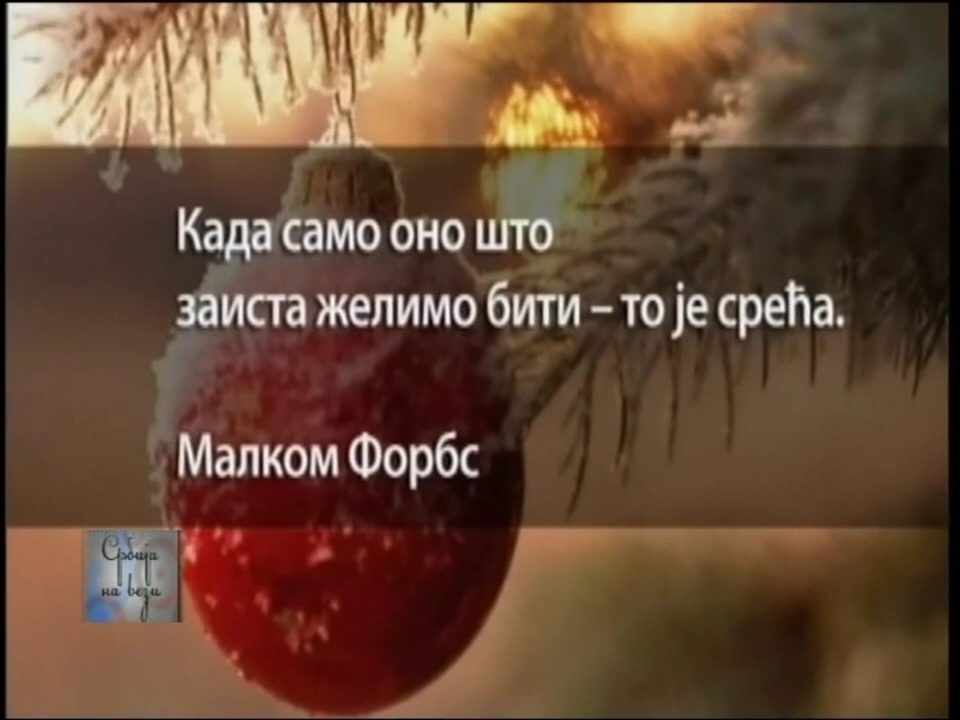 Када само оно што
заиста желимо бити – то је срећа.
Малком Форбс
Србија
на вези